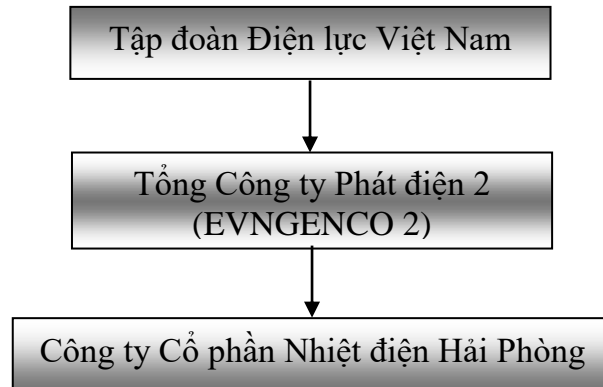 Tập đoàn Điện lực Việt Nam
Tổng Công ty Phát điện 2
(EVNGENCO 2)
Công ty Cổ phần Nhiệt điện Hải Phòng